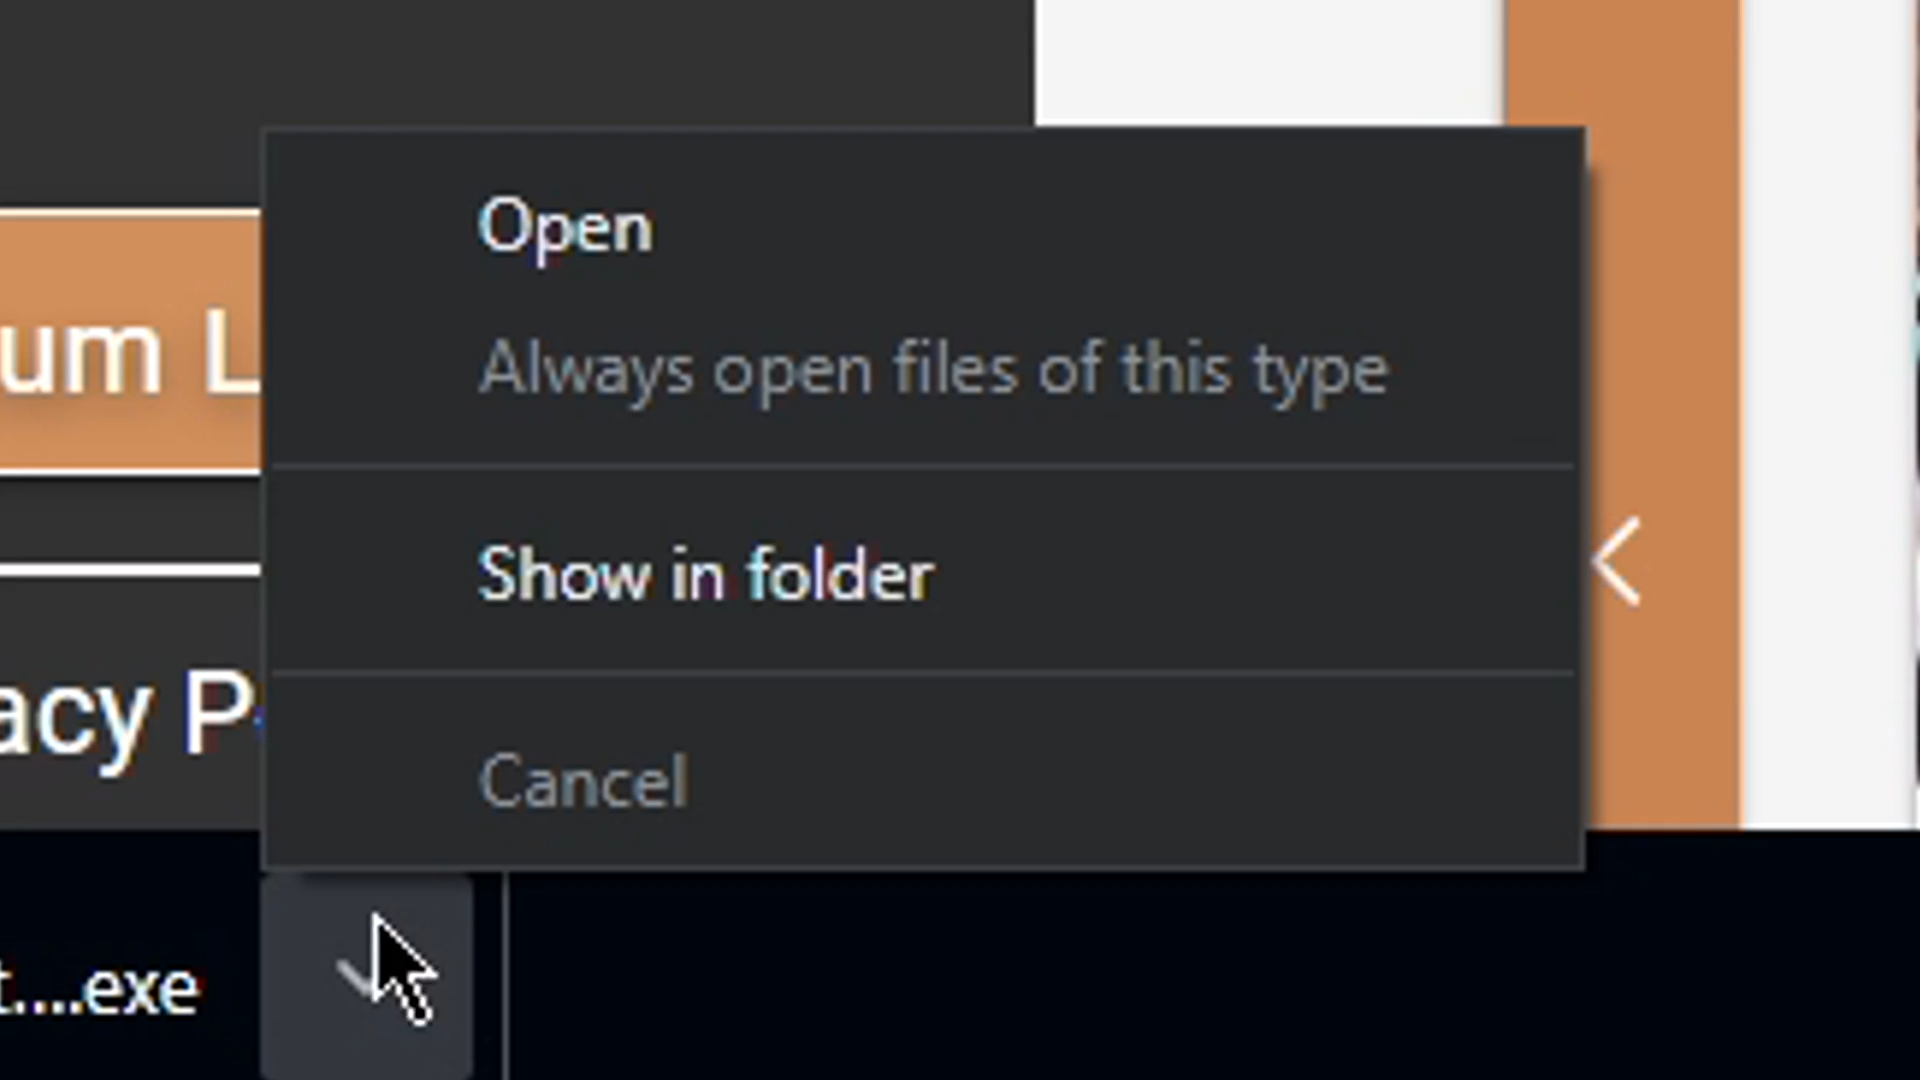 Open
um L
Always open files of this type
Show in folder
acy P
Cancel
t....exe